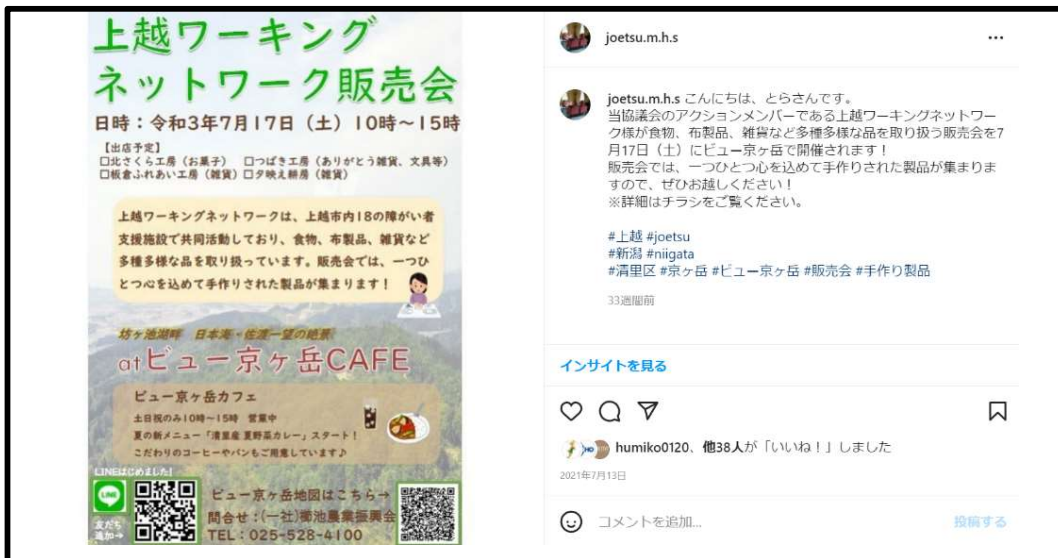 上越ワーキング
ネットワーク販売会
日時：令和3年7月17日（土）10時～15時
【出店予定】
□北さくら工房（お菓子）　□つばき工房（ありがとう雑貨、文具等）
□板倉ふれあい工房（雑貨）□夕映え耕房（雑貨）
上越ワーキングネットワークは、上越市内18の障がい者
支援施設で共同活動しており、食物、布製品、雑貨など
多種多様な品を取り扱っています。販売会では、一つひ
とつ心を込めて手作りされた製品が集まります！
坊ヶ池湖畔　日本海・佐渡一望の絶景
atビュー京ヶ岳CAFE
ビュー京ヶ岳カフェ
土日祝のみ10時～15時　営業中
夏の新メニュー「清里産 夏野菜カレー」スタート！
こだわりのコーヒーやパンもご用意しています♪
LINEはじめました！
LINE
友だち
追加→
ビュー京ヶ岳地図はこちら→
問合せ：(一社)櫛池農業振興会
TEL：025-528-4100
joetsu.m.h.s
joetsu.m.h.s こんにちは、とらさんです。
当協議会のアクションメンバーである上越ワーキングネットワー
ク様が食物、布製品、雑貨など多種多様な品を取り扱う販売会を7
月17日（土）にビュー京ヶ岳で開催されます！
販売会では、一つひとつ心を込めて手作りされた製品が集まりま
すので、ぜひお越しください！
※詳細はチラシをご覧ください。
#上越 #joetsu
#新潟 #niigata
#清里区 #京ヶ岳 #ビュー京ヶ岳 #販売会 #手作り製品
33週間前
インサイトを見る
humiko0120、他38人が「いいね！」しました
2021年7月13日
コメントを追加...
投稿する